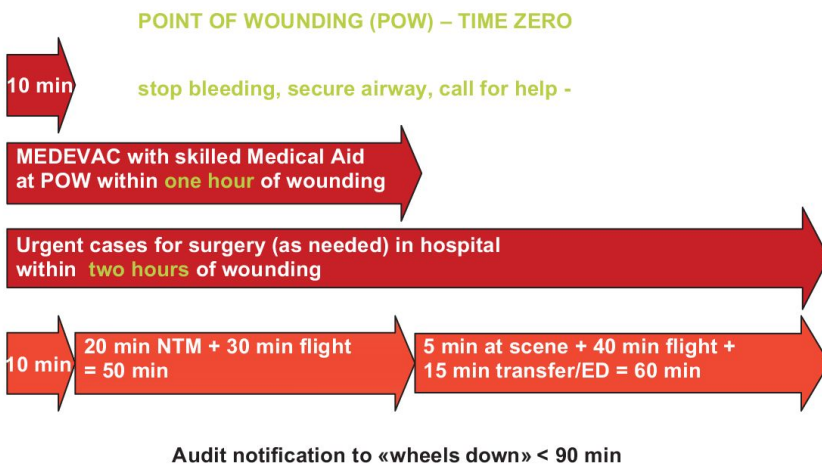 POINT OF WOUNDING (POW) – TIME ZERO
10 min
stop bleeding, secure airway, call for help -
MEDEVAC with skilled Medical Aid
at POW within one hour of wounding
Urgent cases for surgery (as needed) in hospital
within two hours of wounding
10 min
20 min NTM + 30 min flight
= 50 min
5 min at scene + 40 min flight +
15 min transfer/ED = 60 min
Audit notification to «wheels down» < 90 min